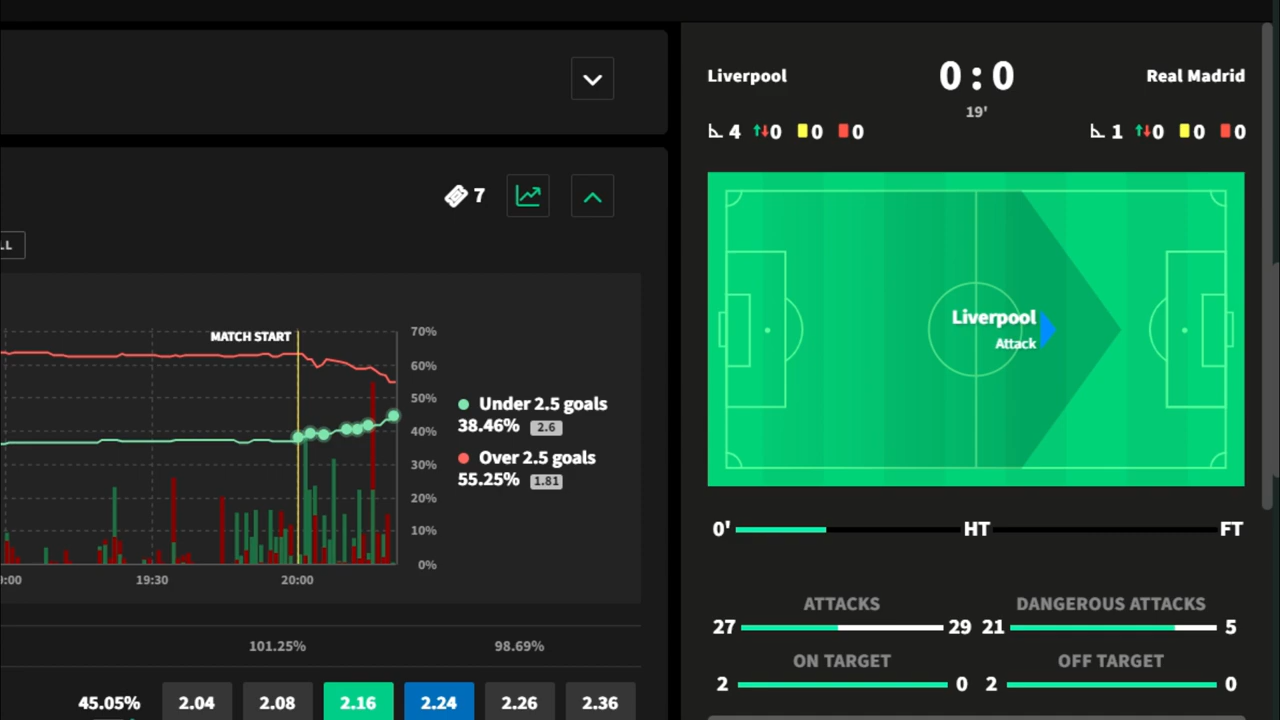 Liverpool
0 : 0
Real Madrid
19'
4 0 0 0
1 0 0 0
7
LL
MATCH START
70%
60%
50%
40%
30%
20%
10%
0%
19:30
20:00
Under 2.5 goals
38.46% 2.6
Over 2.5 goals
55.25% 1.81
101.25%
98.69%
45.05%
2.04
2.08
2.16
2.24
2.26
2.36
Liverpool
Attack
0'
HT
FT
ATTACKS
27
29
DANGEROUS ATTACKS
21
5
ON TARGET
2
0
OFF TARGET
2
0